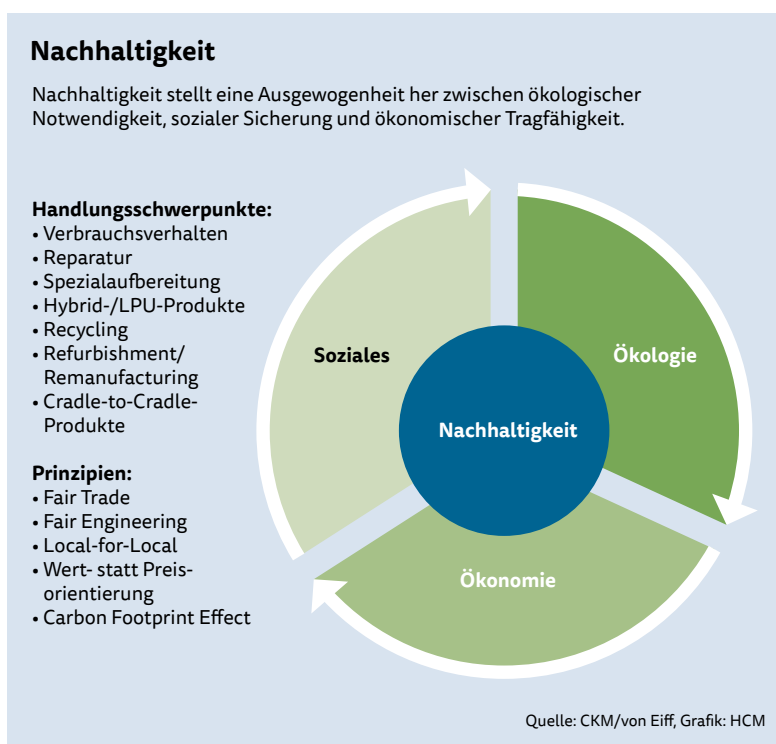 Nachhaltigkeit
Nachhaltigkeit stellt eine Ausgewogenheit her zwischen ökologischer
Notwendigkeit, sozialer Sicherung und ökonomischer Tragfähigkeit.
Handlungsschwerpunkte:
• Verbrauchsverhalten
• Reparatur
• Spezialaufbereitung
• Hybrid-/LPU-Produkte
• Recycling
• Refurbishment/
Remanufacturing
• Cradle-to-Cradle-
Produkte
Prinzipien:
• Fair Trade
• Fair Engineering
• Local-for-Local
• Wert- statt Preis-
orientierung
• Carbon Footprint Effect
Soziales
Ökologie
Nachhaltigkeit
Ökonomie
Quelle: CKM/von Eiff, Grafik: HCM